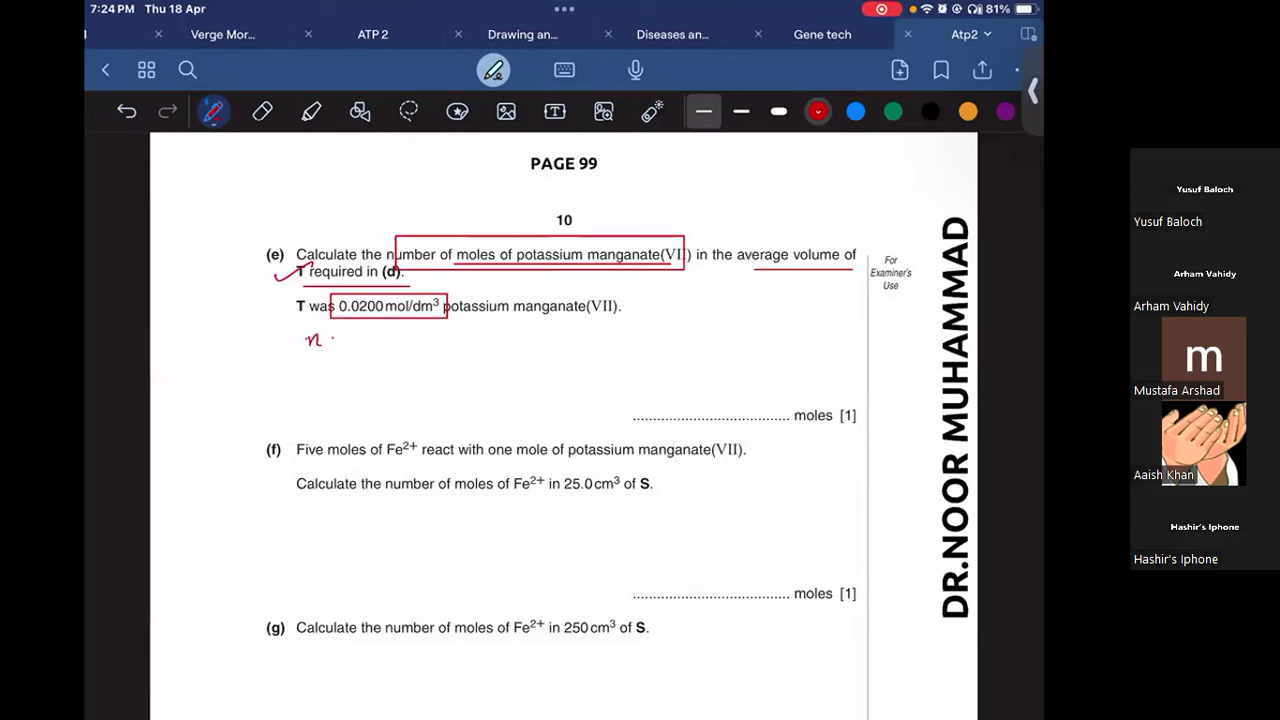 7:24 PM Thu 18 Apr
81%
Verge Mor...
ATP 2
Drawing an...
Diseases an...
Gene tech
Atp2
PAGE 99
10
(e) Calculate the number of moles of potassium manganate(VII) in the average volume of
T required in (d).
For
Examiner's
Use
T was 0.0200 mol/dm³ potassium manganate(VII).
n
........................................ moles [1]
(f) Five moles of Fe²⁺ react with one mole of potassium manganate(VII).
Calculate the number of moles of Fe²⁺ in 25.0 cm³ of S.
........................................ moles [1]
(g) Calculate the number of moles of Fe²⁺ in 250 cm³ of S.
DR.NOOR MUHAMMAD
Yusuf Baloch
Yusuf Baloch
Arham Vahidy
Arham Vahidy
m
Mustafa Arshad
Aaish Khan
Hashir's Iphone
Hashir's Iphone